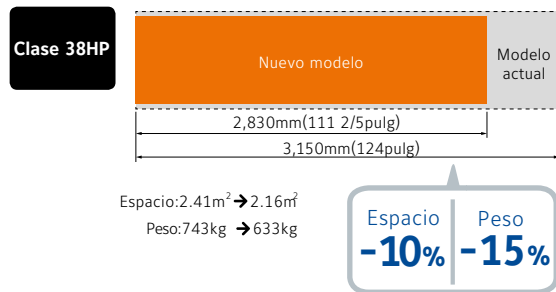 Clase 38HP
Nuevo modelo
Modelo
actual
2,830mm(111 2/5pulg)
3,150mm(124pulg)
Espacio:2.41m² ➔ 2.16m²
Peso:743kg ➔ 633kg
Espacio
-10%
Peso
-15%